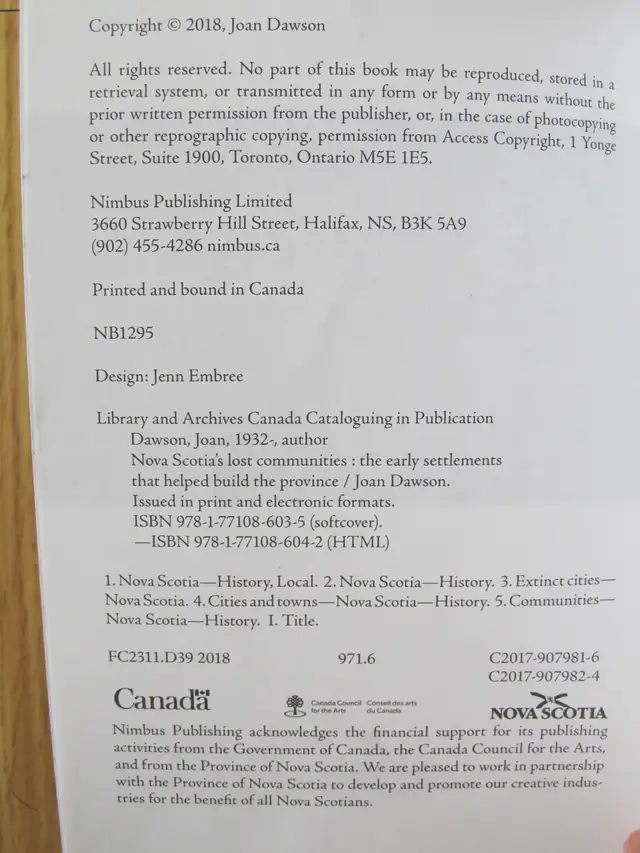 Copyright © 2018, Joan Dawson
All rights reserved. No part of this book may be reproduced, stored in a
retrieval system, or transmitted in any form or by any means without the
prior written permission from the publisher, or, in the case of photocopying
or other reprographic copying, permission from Access Copyright, 1 Yonge
Street, Suite 1900, Toronto, Ontario M5E 1E5.
Nimbus Publishing Limited
3660 Strawberry Hill Street, Halifax, NS, B3K 5A9
(902) 455-4286 nimbus.ca
Printed and bound in Canada
NB1295
Design: Jenn Embree
Library and Archives Canada Cataloguing in Publication
Dawson, Joan, 1932-, author
Nova Scotia's lost communities : the early settlements
that helped build the province / Joan Dawson.
Issued in print and electronic formats.
ISBN 978-1-77108-603-5 (softcover).
—ISBN 978-1-77108-604-2 (HTML)
1. Nova Scotia—History, Local. 2. Nova Scotia—History. 3. Extinct cities—
Nova Scotia. 4. Cities and towns—Nova Scotia—History. 5. Communities—
Nova Scotia—History. I. Title.
FC2311.D39 2018 971.6 C2017-907981-6
C2017-907982-4
Canada
Canada Council Conseil des arts
for the Arts du Canada
NOVA SCOTIA
Nimbus Publishing acknowledges the financial support for its publishing
activities from the Government of Canada, the Canada Council for the Arts,
and from the Province of Nova Scotia. We are pleased to work in partnership
with the Province of Nova Scotia to develop and promote our creative indus-
tries for the benefit of all Nova Scotians.